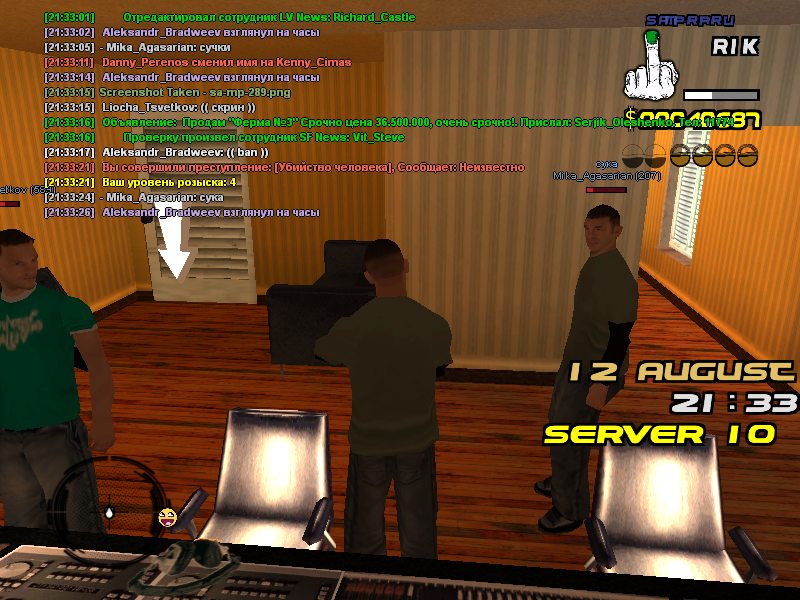 [21:33:01] Отредактировал сотрудник LV News: Richard_Castle
[21:33:02] Aleksandr_Bradweev взглянул на часы
[21:33:05] - Mika_Agasarian: сучки
[21:33:11] Danny_Perenos сменил имя на Kenny_Cimas
[21:33:14] Aleksandr_Bradweev взглянул на часы
[21:33:15] Screenshot Taken - sa-mp-289.png
[21:33:15] Liocha_Tsvetkov: (( скрин ))
[21:33:16] Объявление: Продам "Ферма №3" Срочно цена 36.500.000, очень срочно!. Прислал:
[21:33:16] Проверку произвел сотрудник SF News: Vit_Steve
[21:33:17] Aleksandr_Bradweev: (( ban ))
[21:33:21] Вы совершили преступление: [Убийство человека], Сообщает: Неизвестно
[21:33:21] Ваш уровень розыска: 4
[21:33:24] - Mika_Agasarian: сука
[21:33:26] Aleksandr_Bradweev взглянул на часы
RIK
сука
Mika_Agasarian (207)
12 AUGUST
21:33
SERVER 10